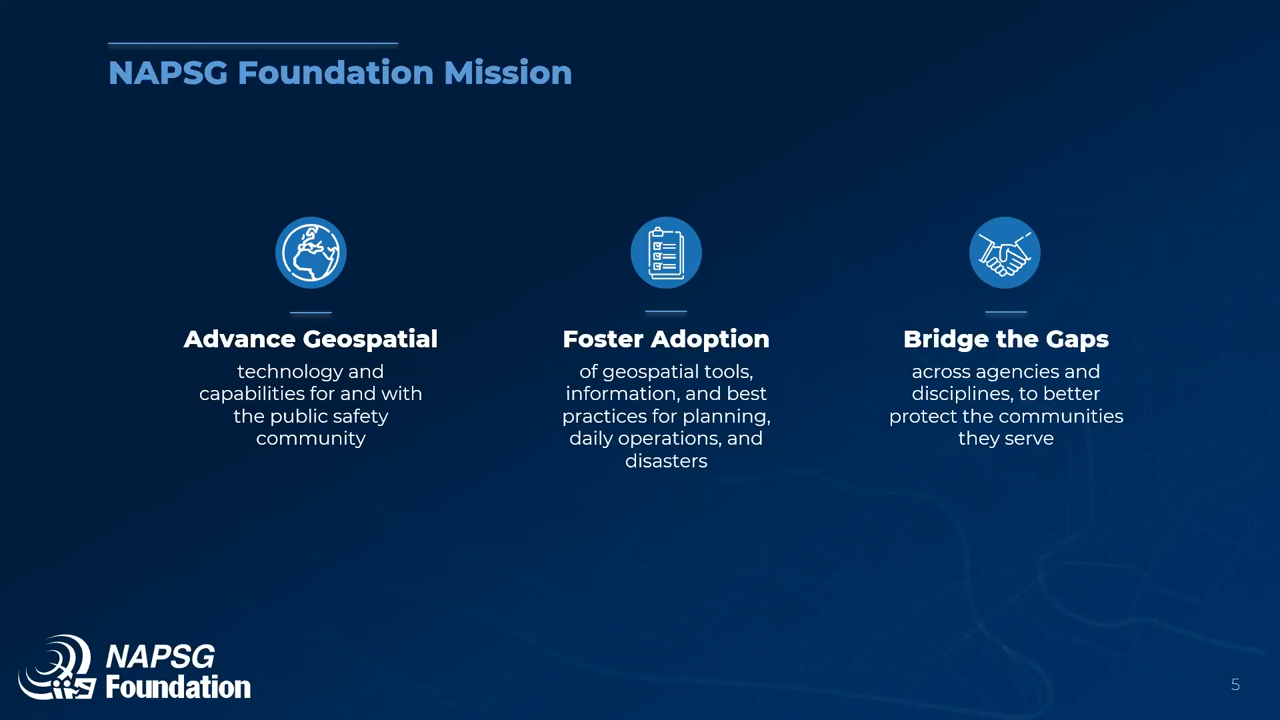 NAPSG Foundation Mission
Advance Geospatial
technology and
capabilities for and with
the public safety
community
Foster Adoption
of geospatial tools,
information, and best
practices for planning,
daily operations, and
disasters
Bridge the Gaps
across agencies and
disciplines, to better
protect the communities
they serve
NAPSG
Foundation
5